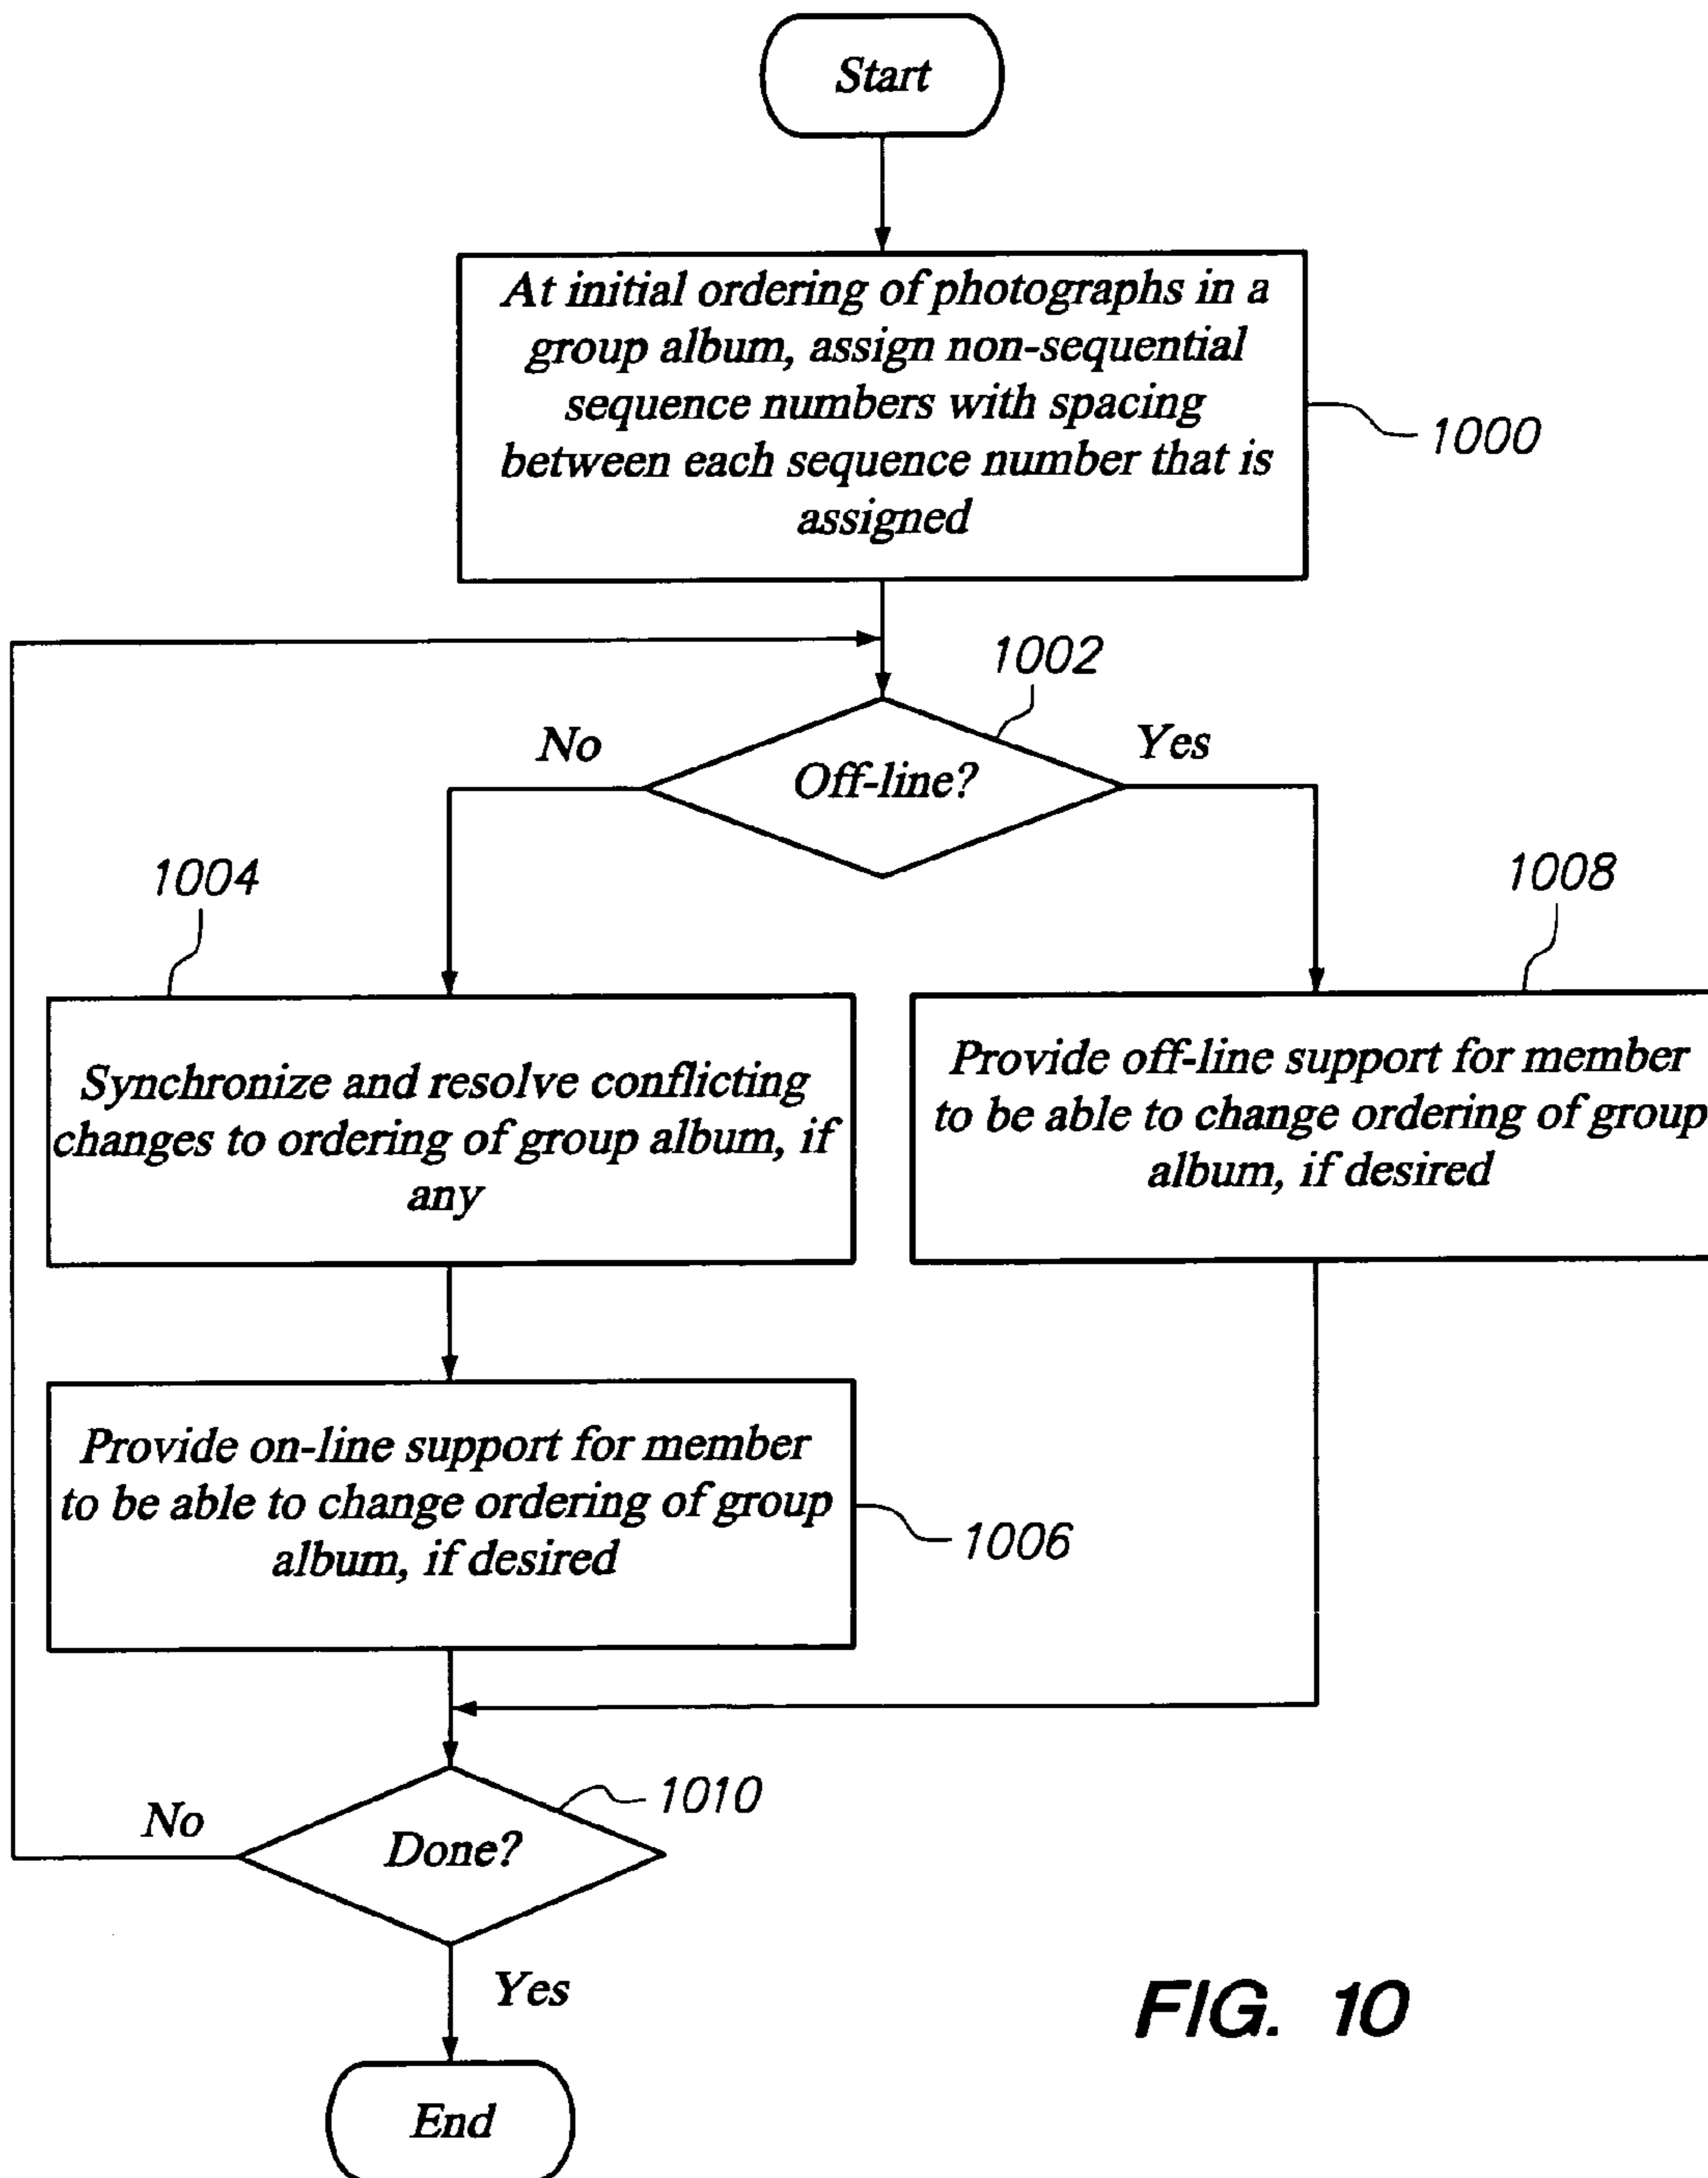 Start
At initial ordering of photographs in a
group album, assign non-sequential
sequence numbers with spacing
between each sequence number that is
assigned
1000
1002
No
Yes
Off-line?
1004
1008
Synchronize and resolve conflicting
changes to ordering of group album, if
any
Provide off-line support for member
to be able to change ordering of group
album, if desired
Provide on-line support for member
to be able to change ordering of group
album, if desired
1006
1010
No
Done?
Yes
FIG. 10
End